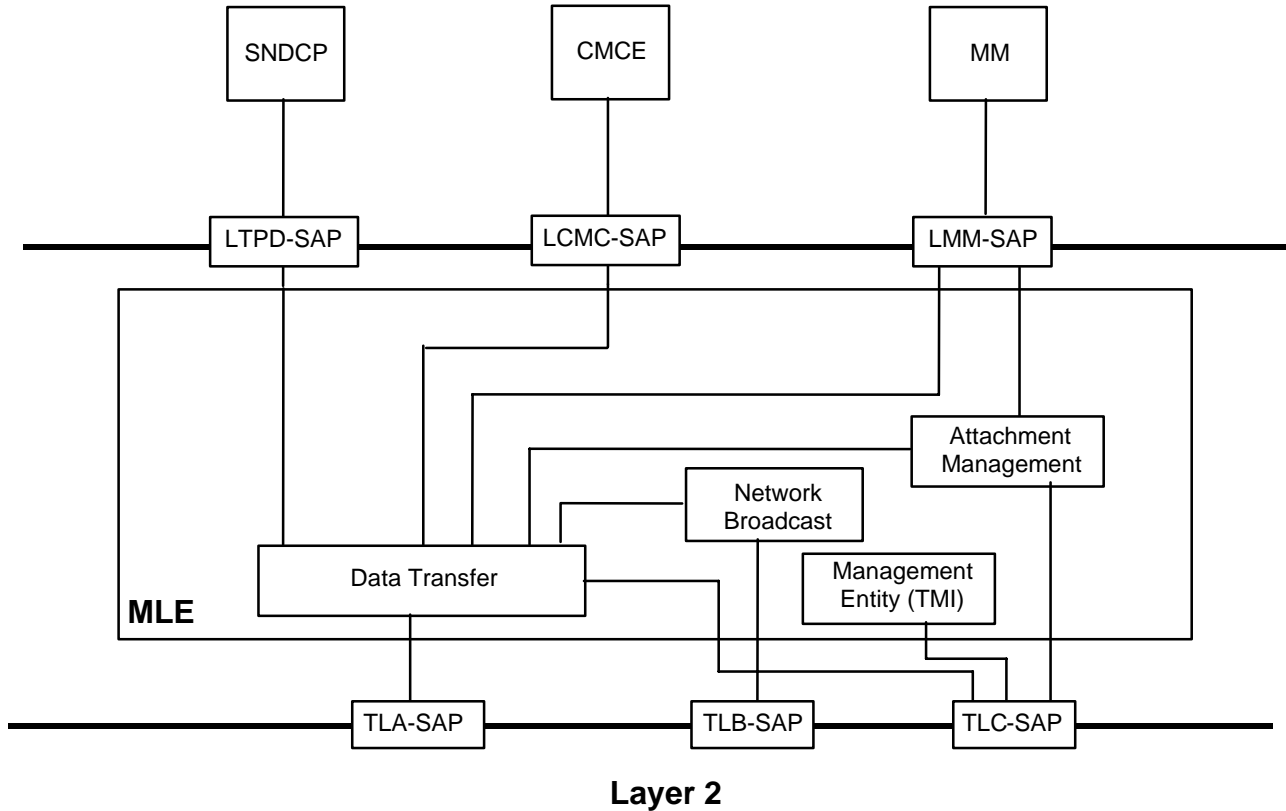 SNDCP
CMCE
MM
LTPD-SAP
LCMC-SAP
LMM-SAP
Attachment
Management
Network
Broadcast
Data Transfer
Management
Entity (TMI)
MLE
TLA-SAP
TLB-SAP
TLC-SAP
Layer 2